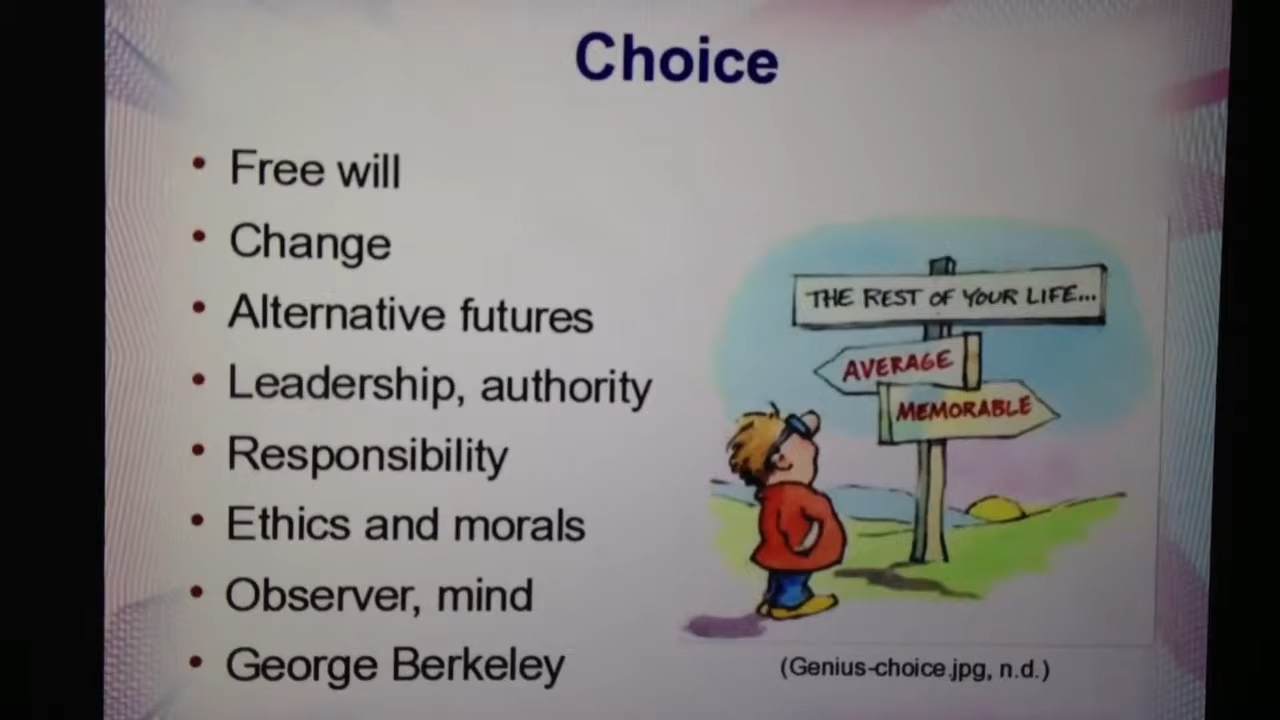 Choice
• Free will
• Change
• Alternative futures
• Leadership, authority
• Responsibility
• Ethics and morals
• Observer, mind
• George Berkeley
THE REST OF YOUR LIFE...
AVERAGE
MEMORABLE
(Genius-choice.jpg, n.d.)